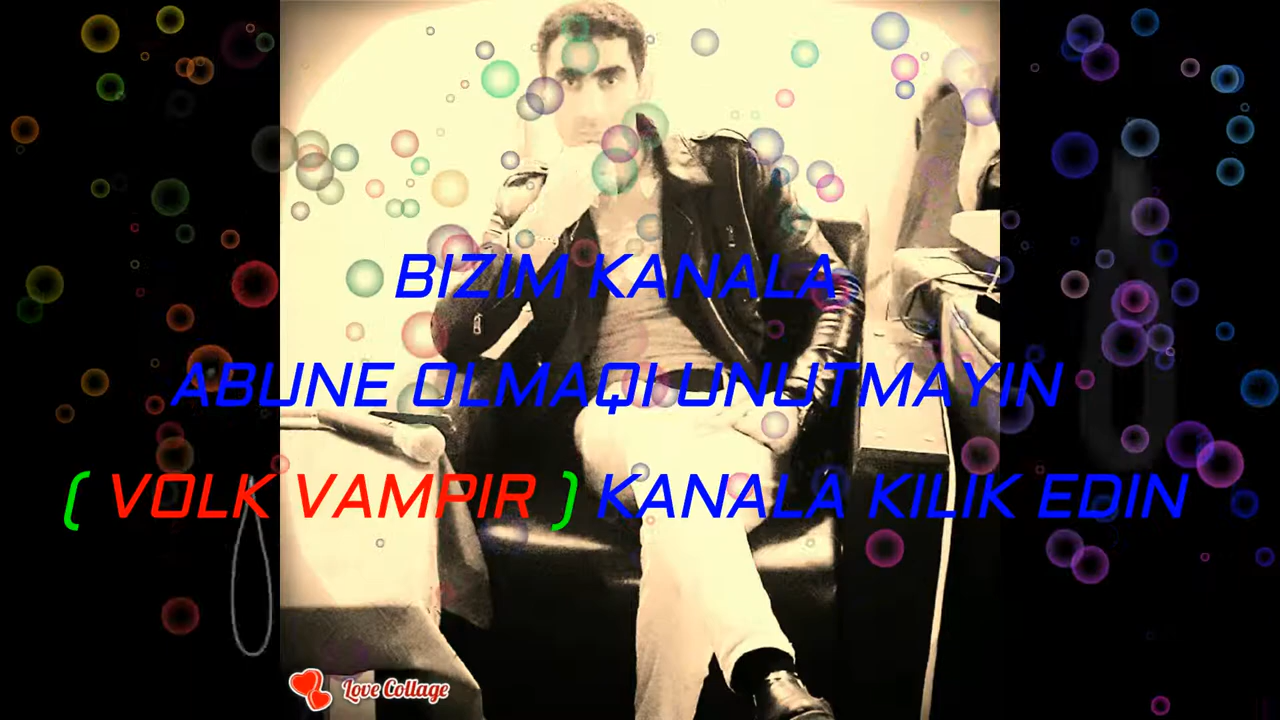 BIZIM KANALA
ABUNE OLMAQI UNUTMAYIN
( VOLK VAMPIR ) KANALA KILIK EDIN
Love Collage